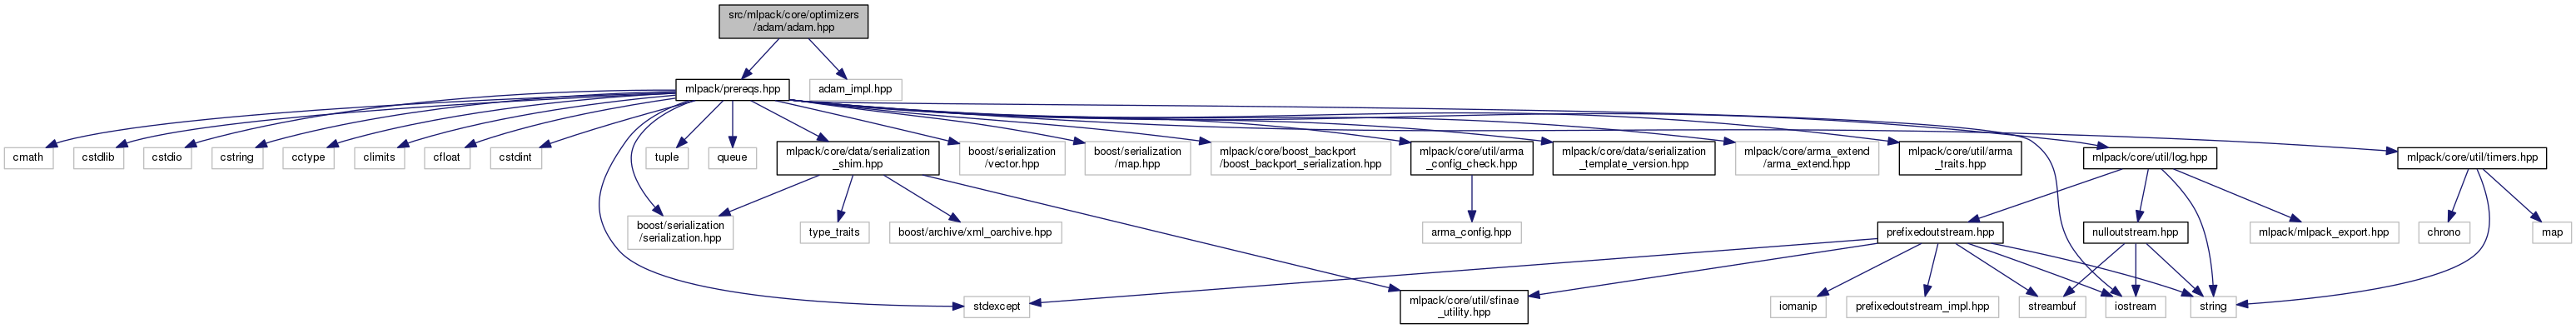 src/mlpack/core/optimizers
/adam/adam.hpp
mlpack/prereqs.hpp
adam_impl.hpp
cmath
cstdlib
cstdio
cstring
cctype
climits
cfloat
cstdint
tuple
queue
mlpack/core/data/serialization
_shim.hpp
boost/serialization
/vector.hpp
boost/serialization
/map.hpp
mlpack/core/boost_backport
/boost_backport_serialization.hpp
mlpack/core/util/arma
_config_check.hpp
mlpack/core/data/serialization
_template_version.hpp
mlpack/core/arma_extend
/arma_extend.hpp
mlpack/core/util/arma
_traits.hpp
mlpack/core/util/log.hpp
mlpack/core/util/timers.hpp
boost/serialization
/serialization.hpp
type_traits
boost/archive/xml_oarchive.hpp
arma_config.hpp
prefixedoutstream.hpp
nulloutstream.hpp
mlpack/mlpack_export.hpp
chrono
map
stdexcept
mlpack/core/util/sfinae
_utility.hpp
iomanip
prefixedoutstream_impl.hpp
streambuf
iostream
string